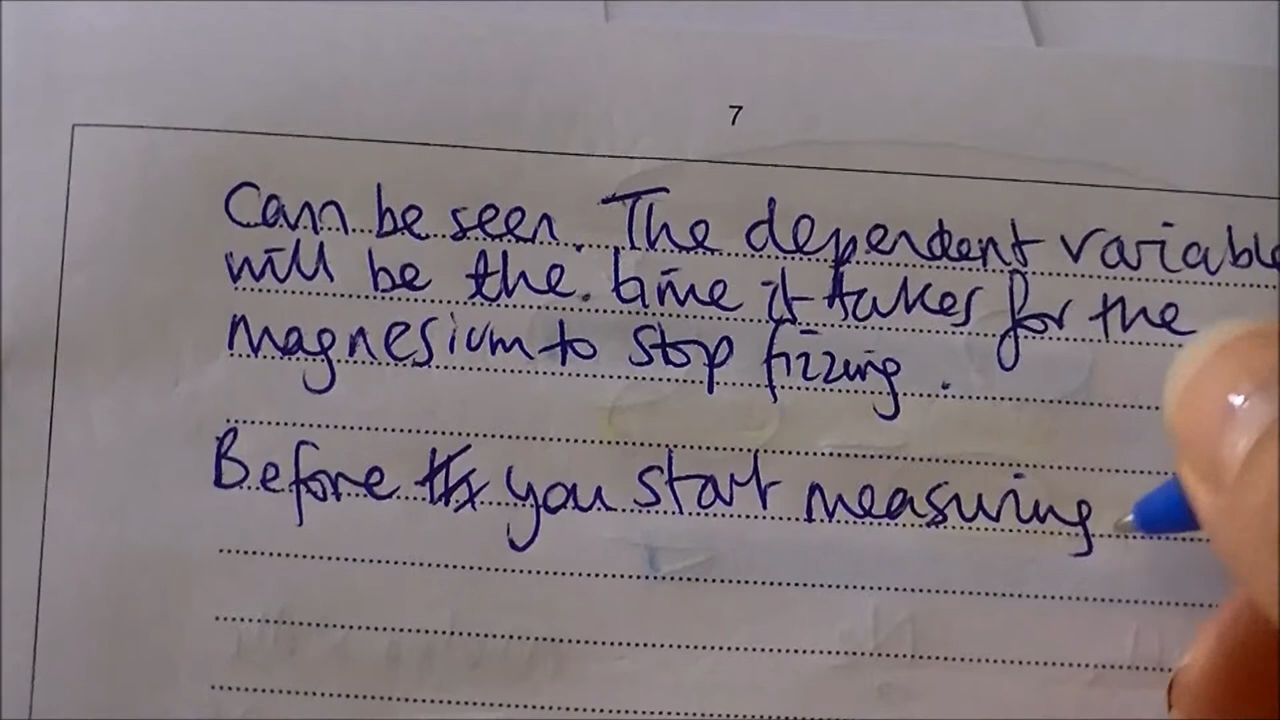 7
Can be seen. The dependent variable
will be the time it takes for the
magnesium to stop fizzing.
Before you start measuring